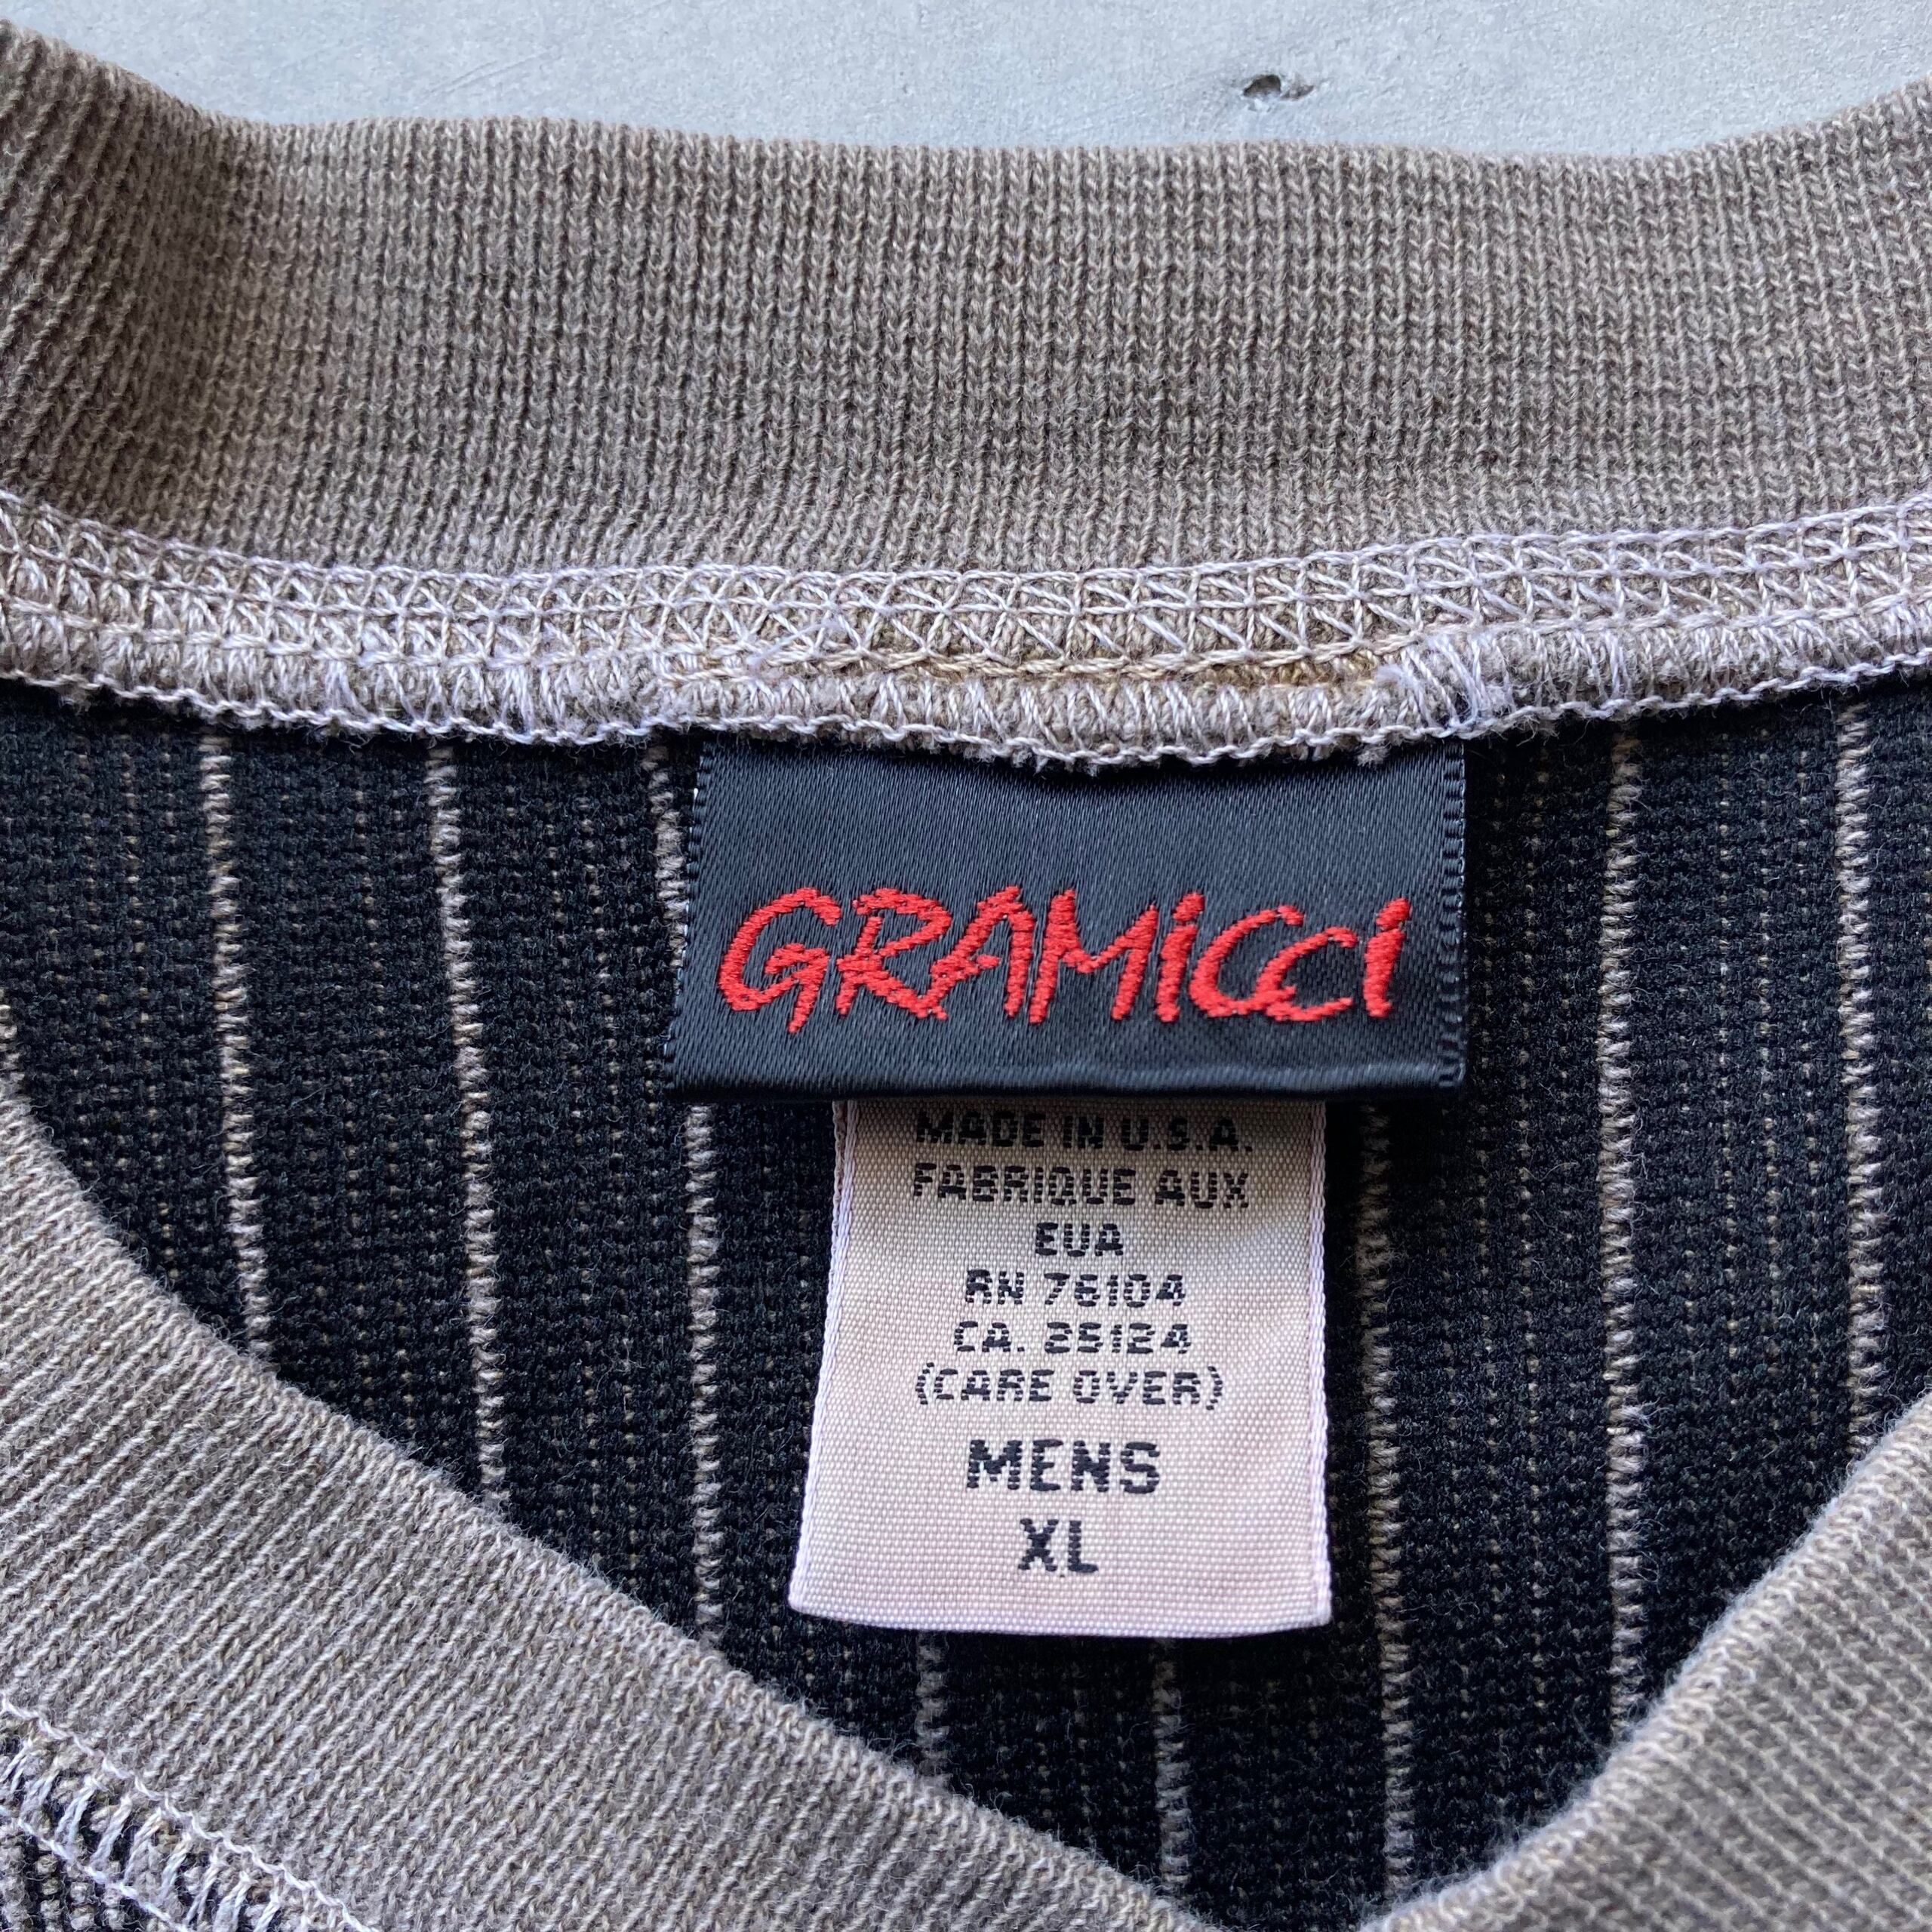 GRAMiCCi
MADE IN U.S.A.
FABRIQUE AUX
EUA
RN 76104
CA. 25124
(CARE OVER)
MENS
XL